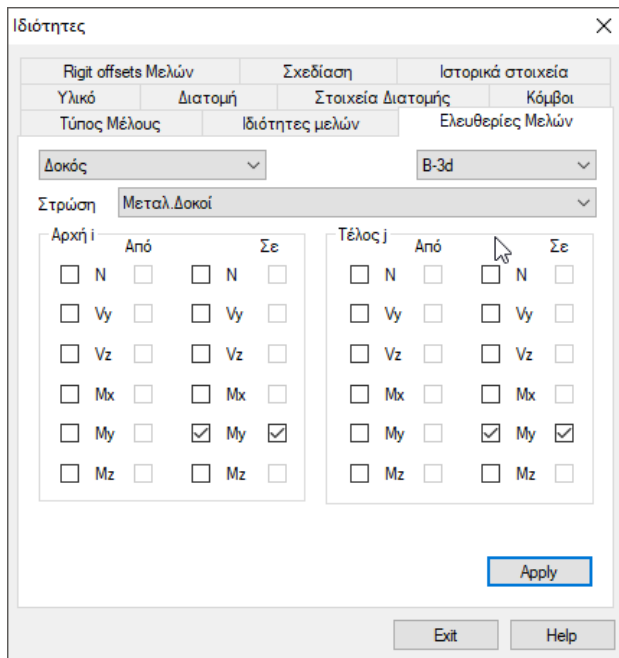 Ιδιότητες
Rigit offsets Μελών Σχεδίαση Ιστορικά στοιχεία
Υλικό Διατομή Στοιχεία Διατομής Κόμβοι
Τύπος Μέλους Ιδιότητες μελών Ελευθερίες Μελών
Δοκός B-3d
Στρώση Μεταλ.Δοκοί
Αρχή i Από Σε Τέλος j Από Σε
N N N N
Vy Vy Vy Vy
Vz Vz Vz Vz
Mx Mx Mx Mx
My My My My
Mz Mz Mz Mz
Apply
Exit Help